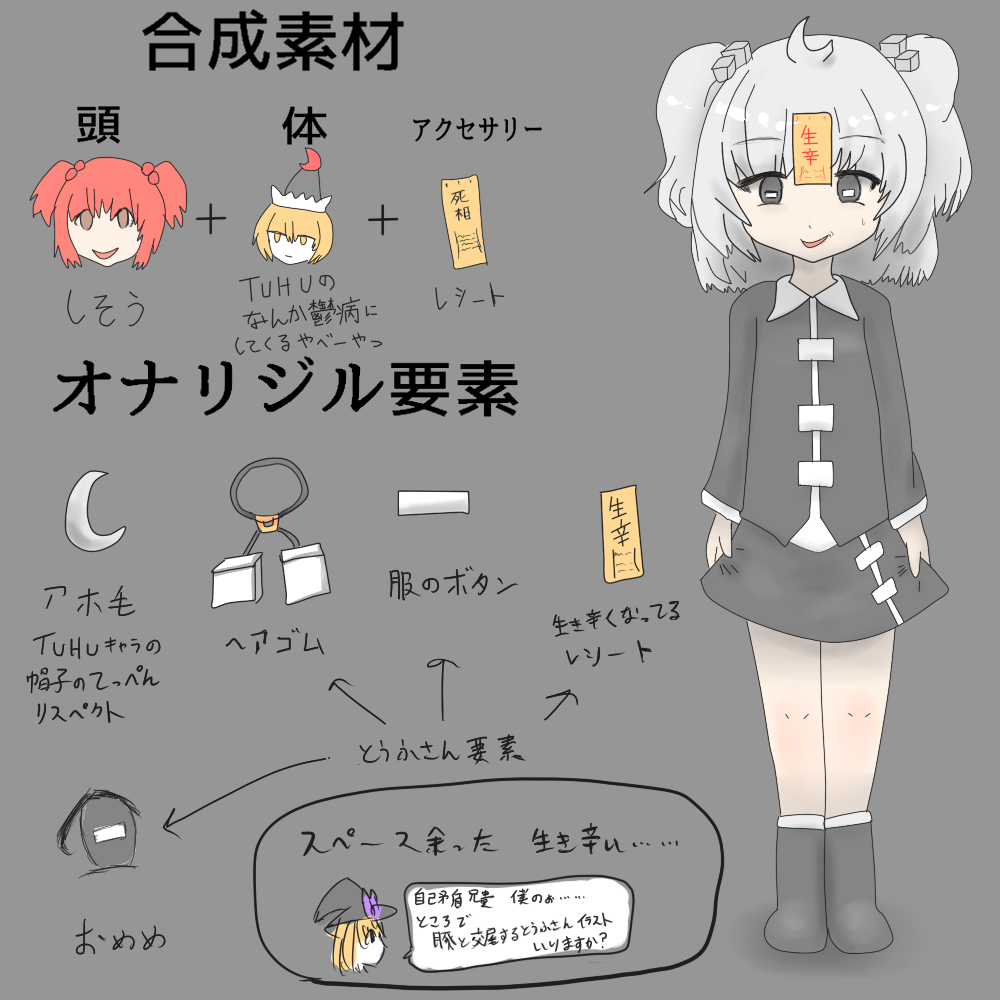 合成素材
頭
体
アクセサリー
死相
しそう
TUHUの
なんか鬱病に
してくるやべーやつ
レシート
オリジナル要素
アホ毛
TUHUキャラの
帽子のてっぺん
リスペクト
ヘアゴム
服のボタン
生辛
生き辛くなってる
レシート
とうふさん要素
おめめ
スペース余った 生き辛い……
自己矛盾兄貴 僕のぉ……
ところで
豚と交尾するとうふさんイラスト
いりますか?
生辛